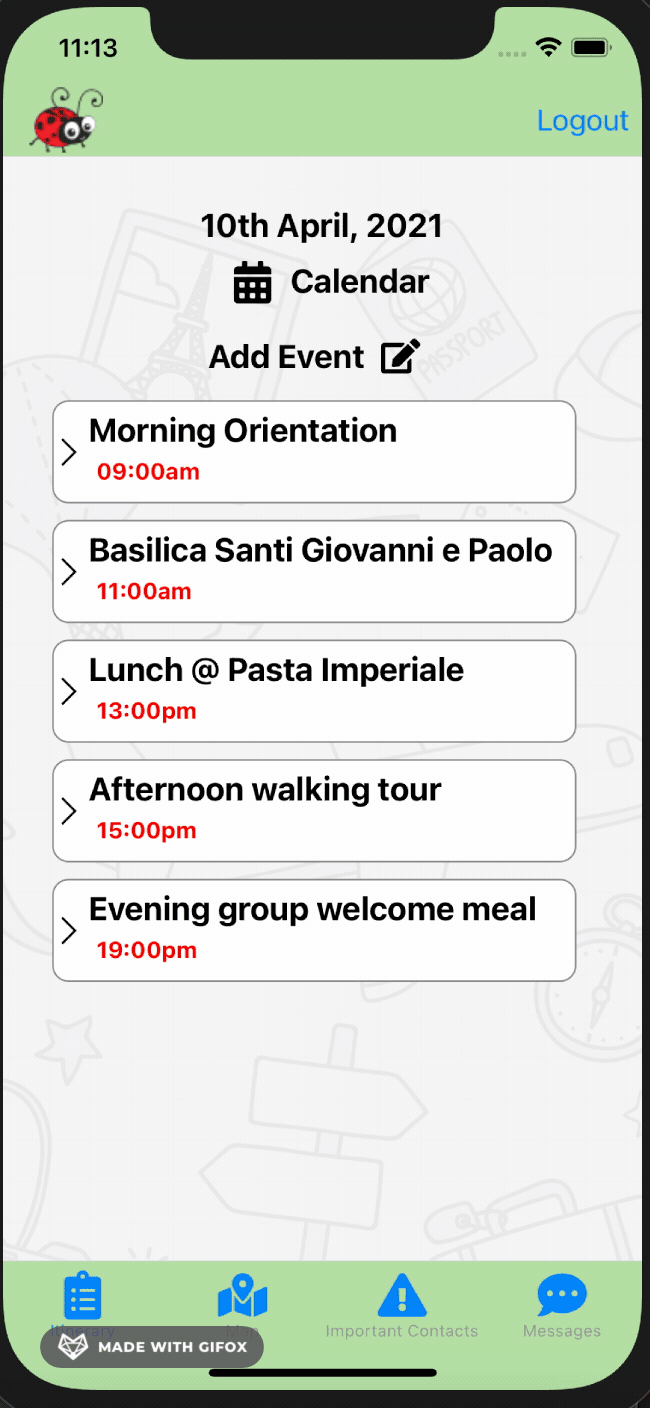 11:13
Logout
10th April, 2021
Calendar
PASSPORT
Add Event
Morning Orientation
09:00am
Basilica Santi Giovanni e Paolo
11:00am
Lunch @ Pasta Imperiale
13:00pm
Afternoon walking tour
15:00pm
Evening group welcome meal
19:00pm
Itinerary
Map
Important Contacts
Messages
MADE WITH GIFOX